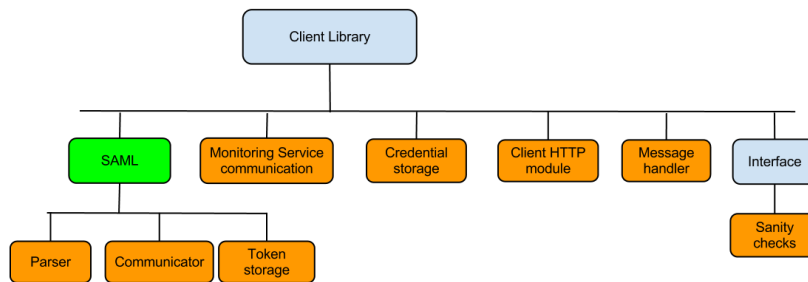 Client Library
SAML
Monitoring Service
communication
Credential
storage
Client HTTP
module
Message
handler
Interface
Parser
Communicator
Token
storage
Sanity
checks